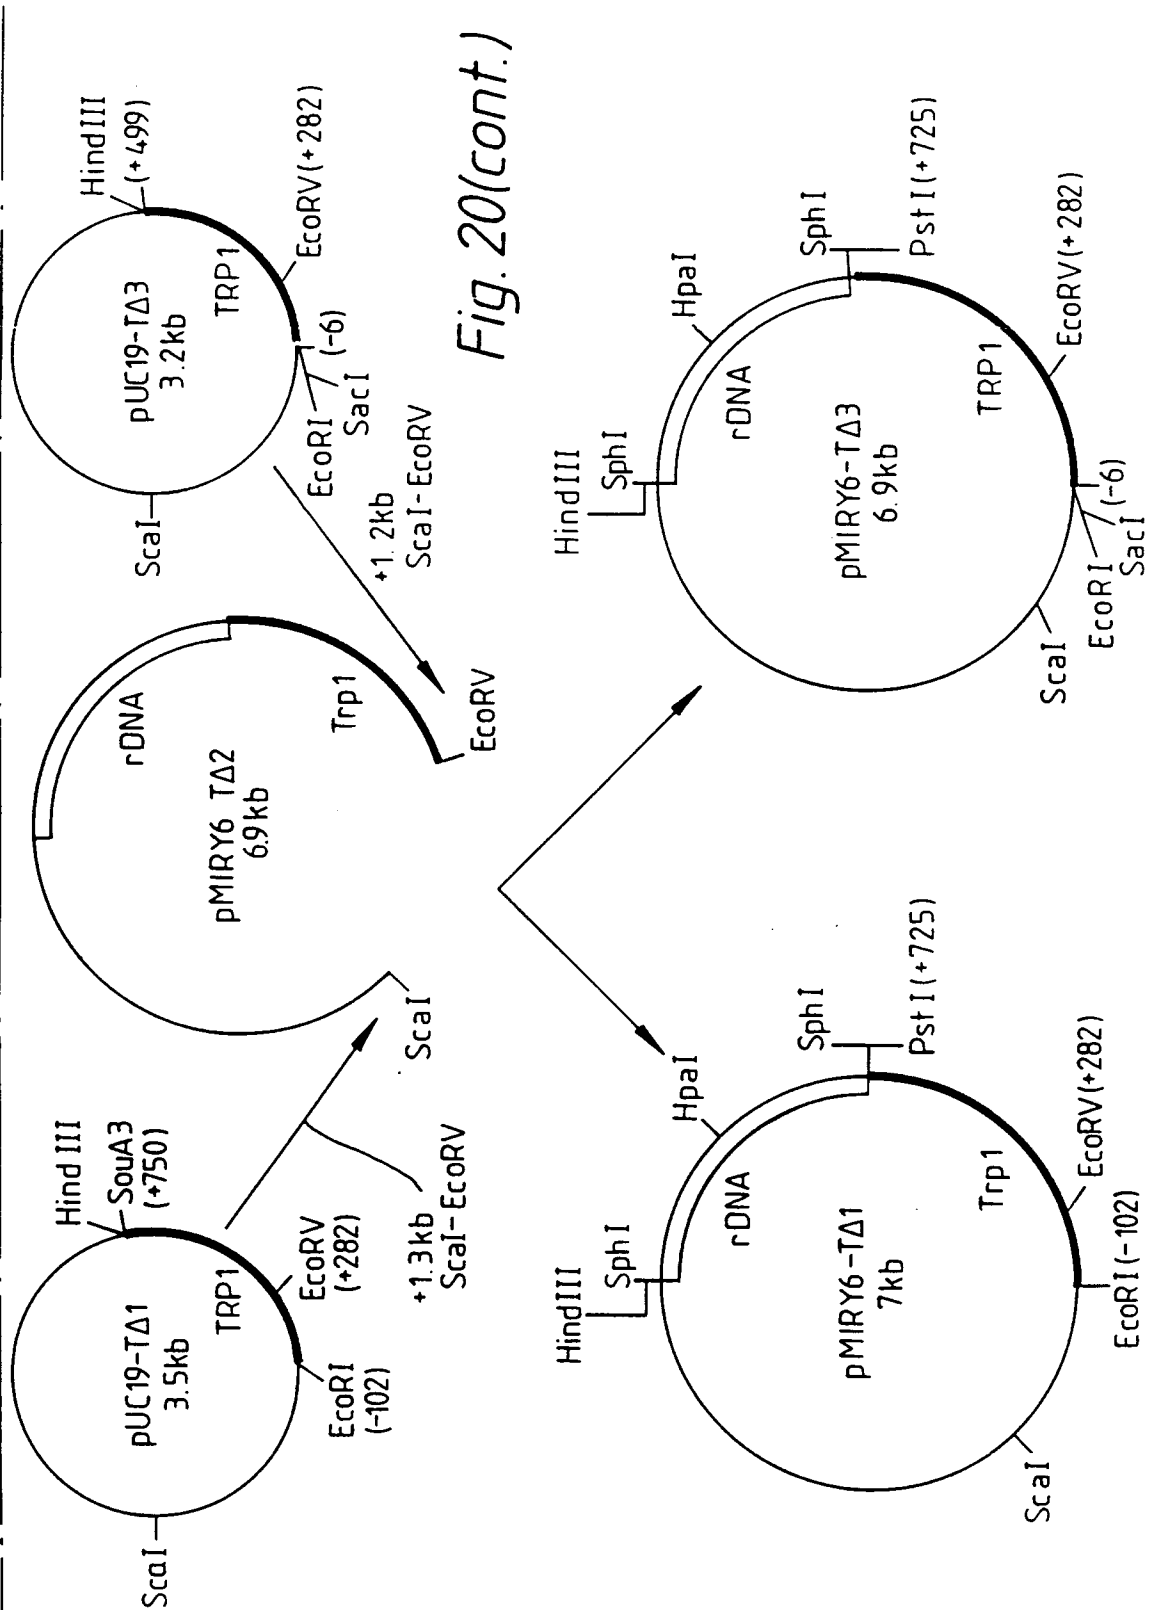 Hind III
SouA3
(+750)
ScaI
pUC19-TΔ1
3.5kb
TRP1
EcoRV
(+282)
EcoRI
(-102)
+1.3kb
ScaI-EcoRV
rDNA
pMIRY6 TΔ2
6.9kb
Trp1
ScaI
EcoRV
HindIII
(+499)
ScaI
pUC19-TΔ3
3.2kb
TRP1
EcoRV(+282)
(-6)
EcoRI
SacI
+1.2kb
ScaI-EcoRV
Fig. 20(cont.)
HindIII
SphI
HpaI
rDNA
SphI
PstI(+725)
pMIRY6-TΔ1
7kb
Trp1
EcoRV(+282)
EcoRI(-102)
ScaI
HindIII
SphI
HpaI
rDNA
SphI
PstI(+725)
pMIRY6-TΔ3
6.9kb
TRP1
EcoRV(+282)
(-6)
ScaI
EcoRI
SacI